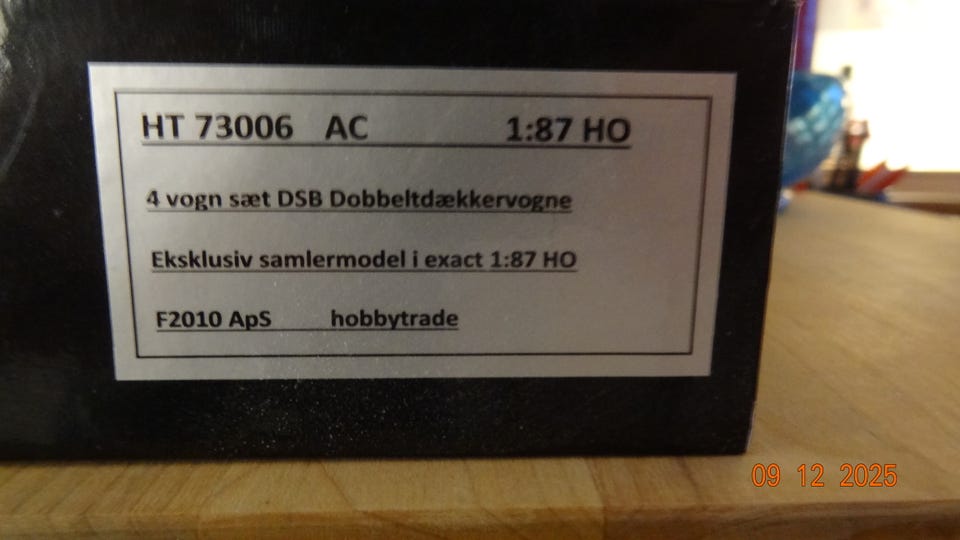 HT 73006 AC 1:87 HO
4 vogn sæt DSB Dobbeltdækkervogne
Eksklusiv samlermodel i exact 1:87 HO
F2010 ApS hobbytrade
09 12 2025